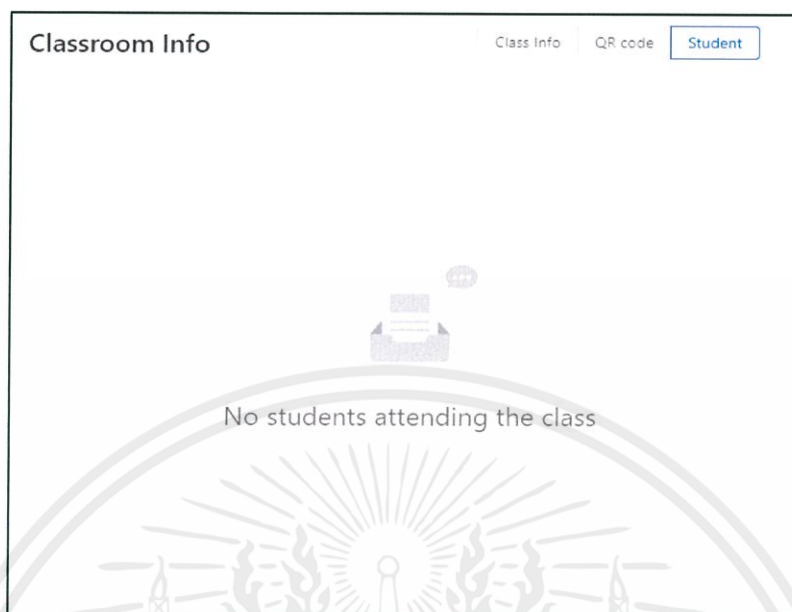 Classroom Info
Class Info QR code Student
No students attending the class